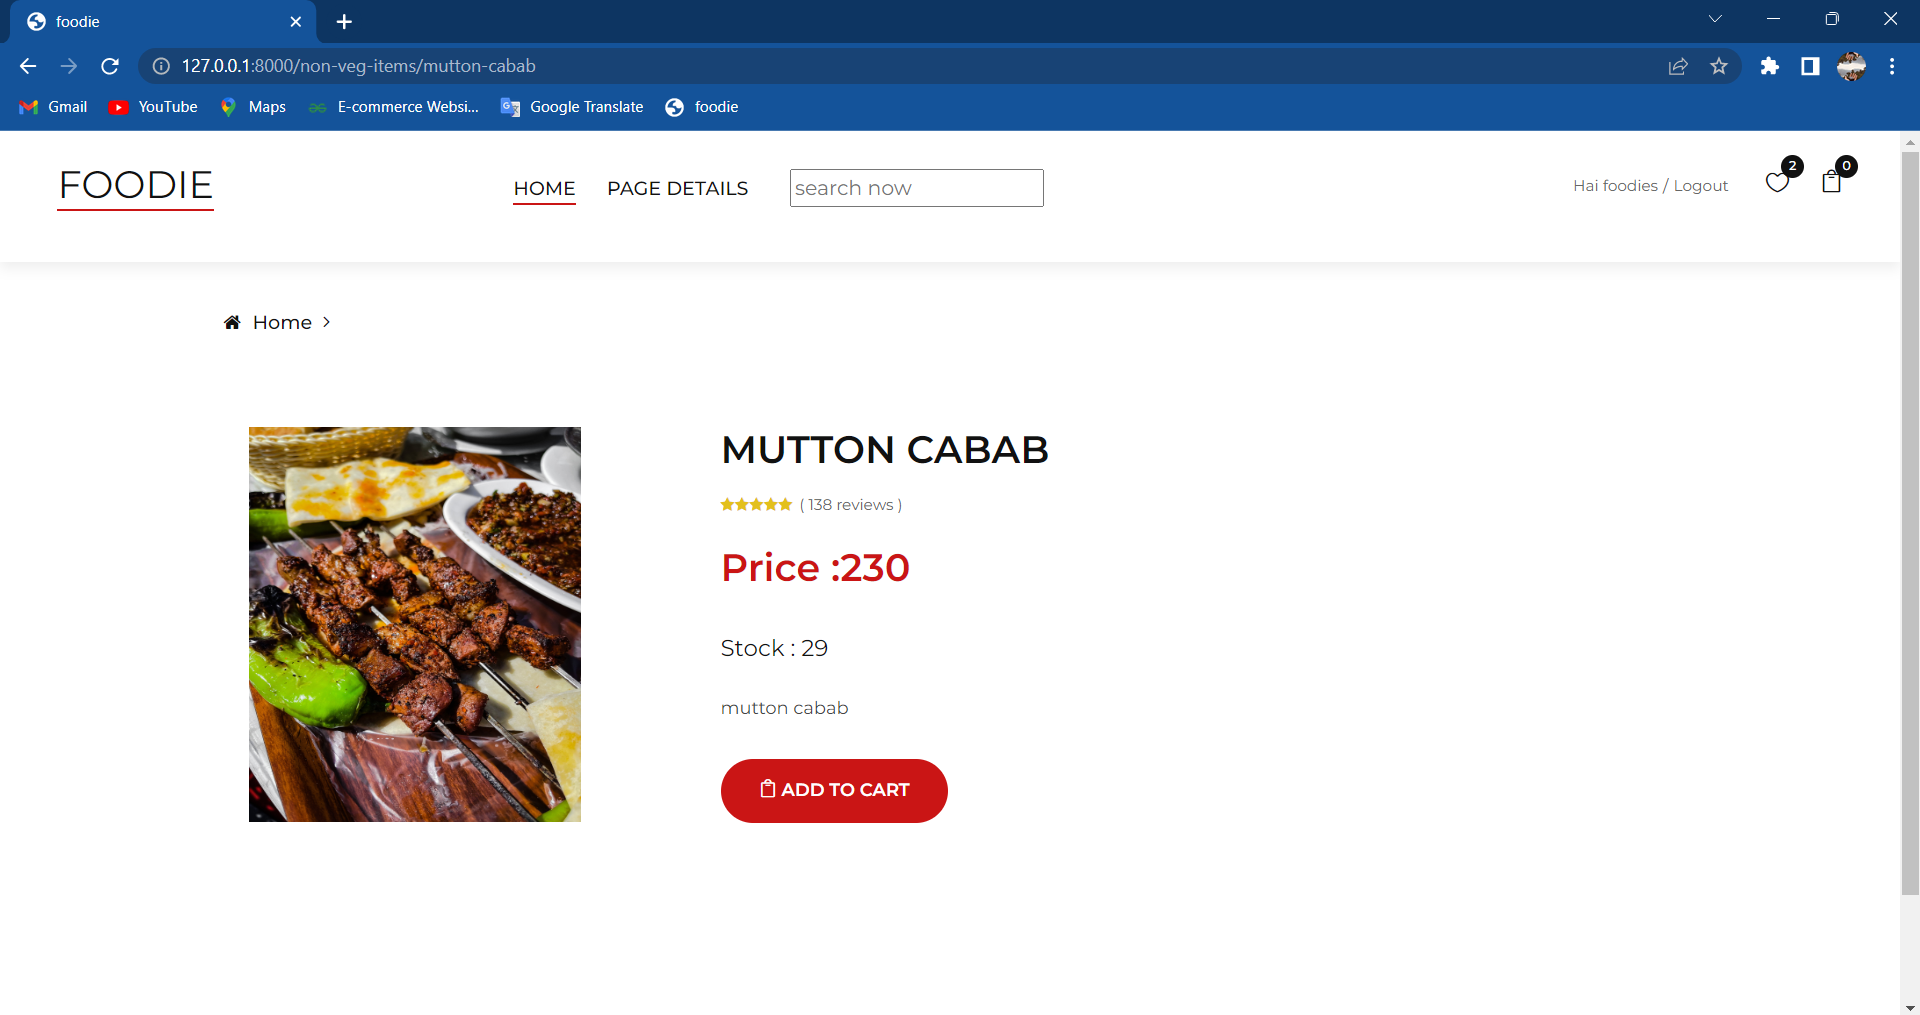 foodie
127.0.0.1:8000/non-veg-items/mutton-cabab
Gmail YouTube Maps E-commerce Websi... Google Translate foodie
FOODIE HOME PAGE DETAILS search now Hai foodies / Logout 2 0
Home
MUTTON CABAB
( 138 reviews )
Price :230
Stock : 29
mutton cabab
ADD TO CART